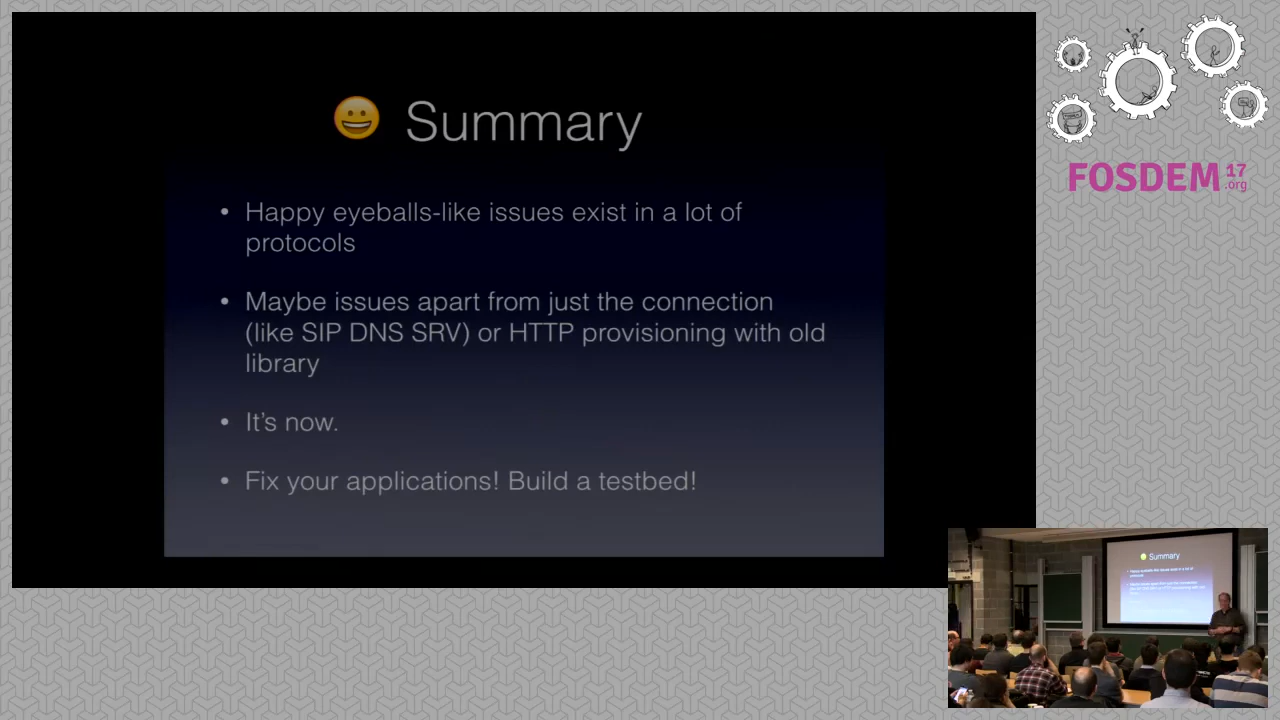 Summary
• Happy eyeballs-like issues exist in a lot of
protocols
• Maybe issues apart from just the connection
(like SIP DNS SRV) or HTTP provisioning with old
library
• It's now.
• Fix your applications! Build a testbed!
FOSDEM 17
.org
Summary